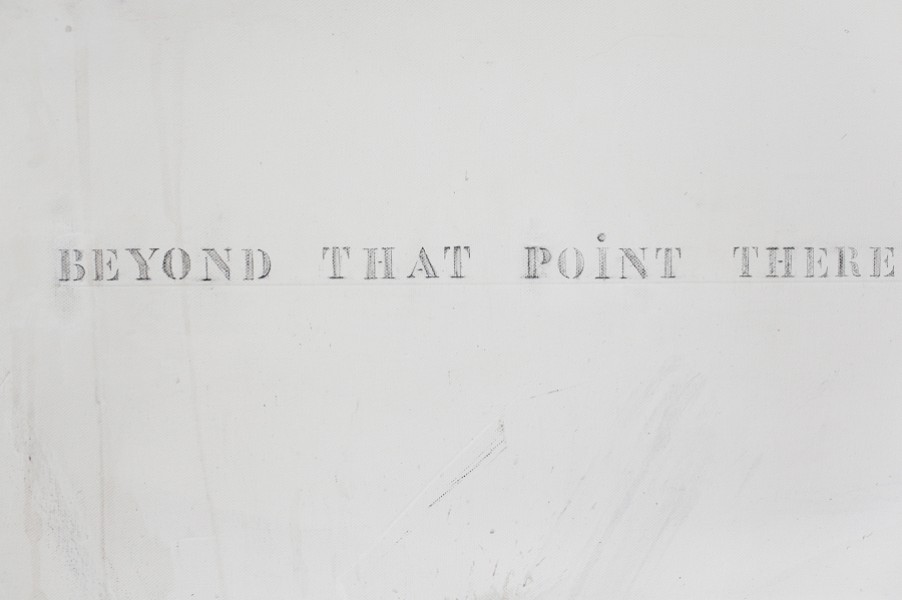 BEYOND THAT POiNT THERE